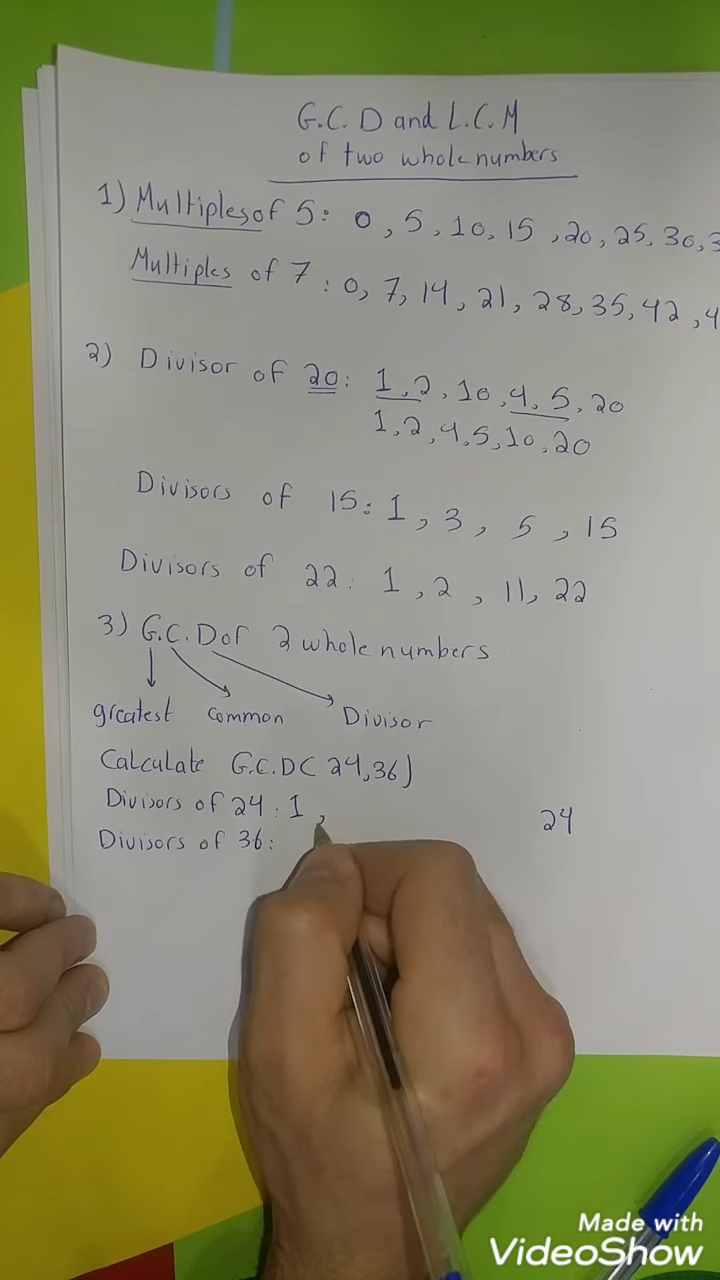 G.C.D and L.C.M
of two whole numbers
1) Multiples of 5: 0, 5, 10, 15, 20, 25, 30, 3
Multiples of 7: 0, 7, 14, 21, 28, 35, 42, 4
2) Divisor of 20: 1, 2, 10, 4, 5, 20
1, 2, 4, 5, 10, 20
Divisors of 15: 1, 3, 5, 15
Divisors of 22: 1, 2, 11, 22
3) G.C.D of 2 whole numbers
greatest common Divisor
Calculate G.C.D( 24,36)
Divisors of 24: 1, 24
Divisors of 36:
Made with
VideoShow